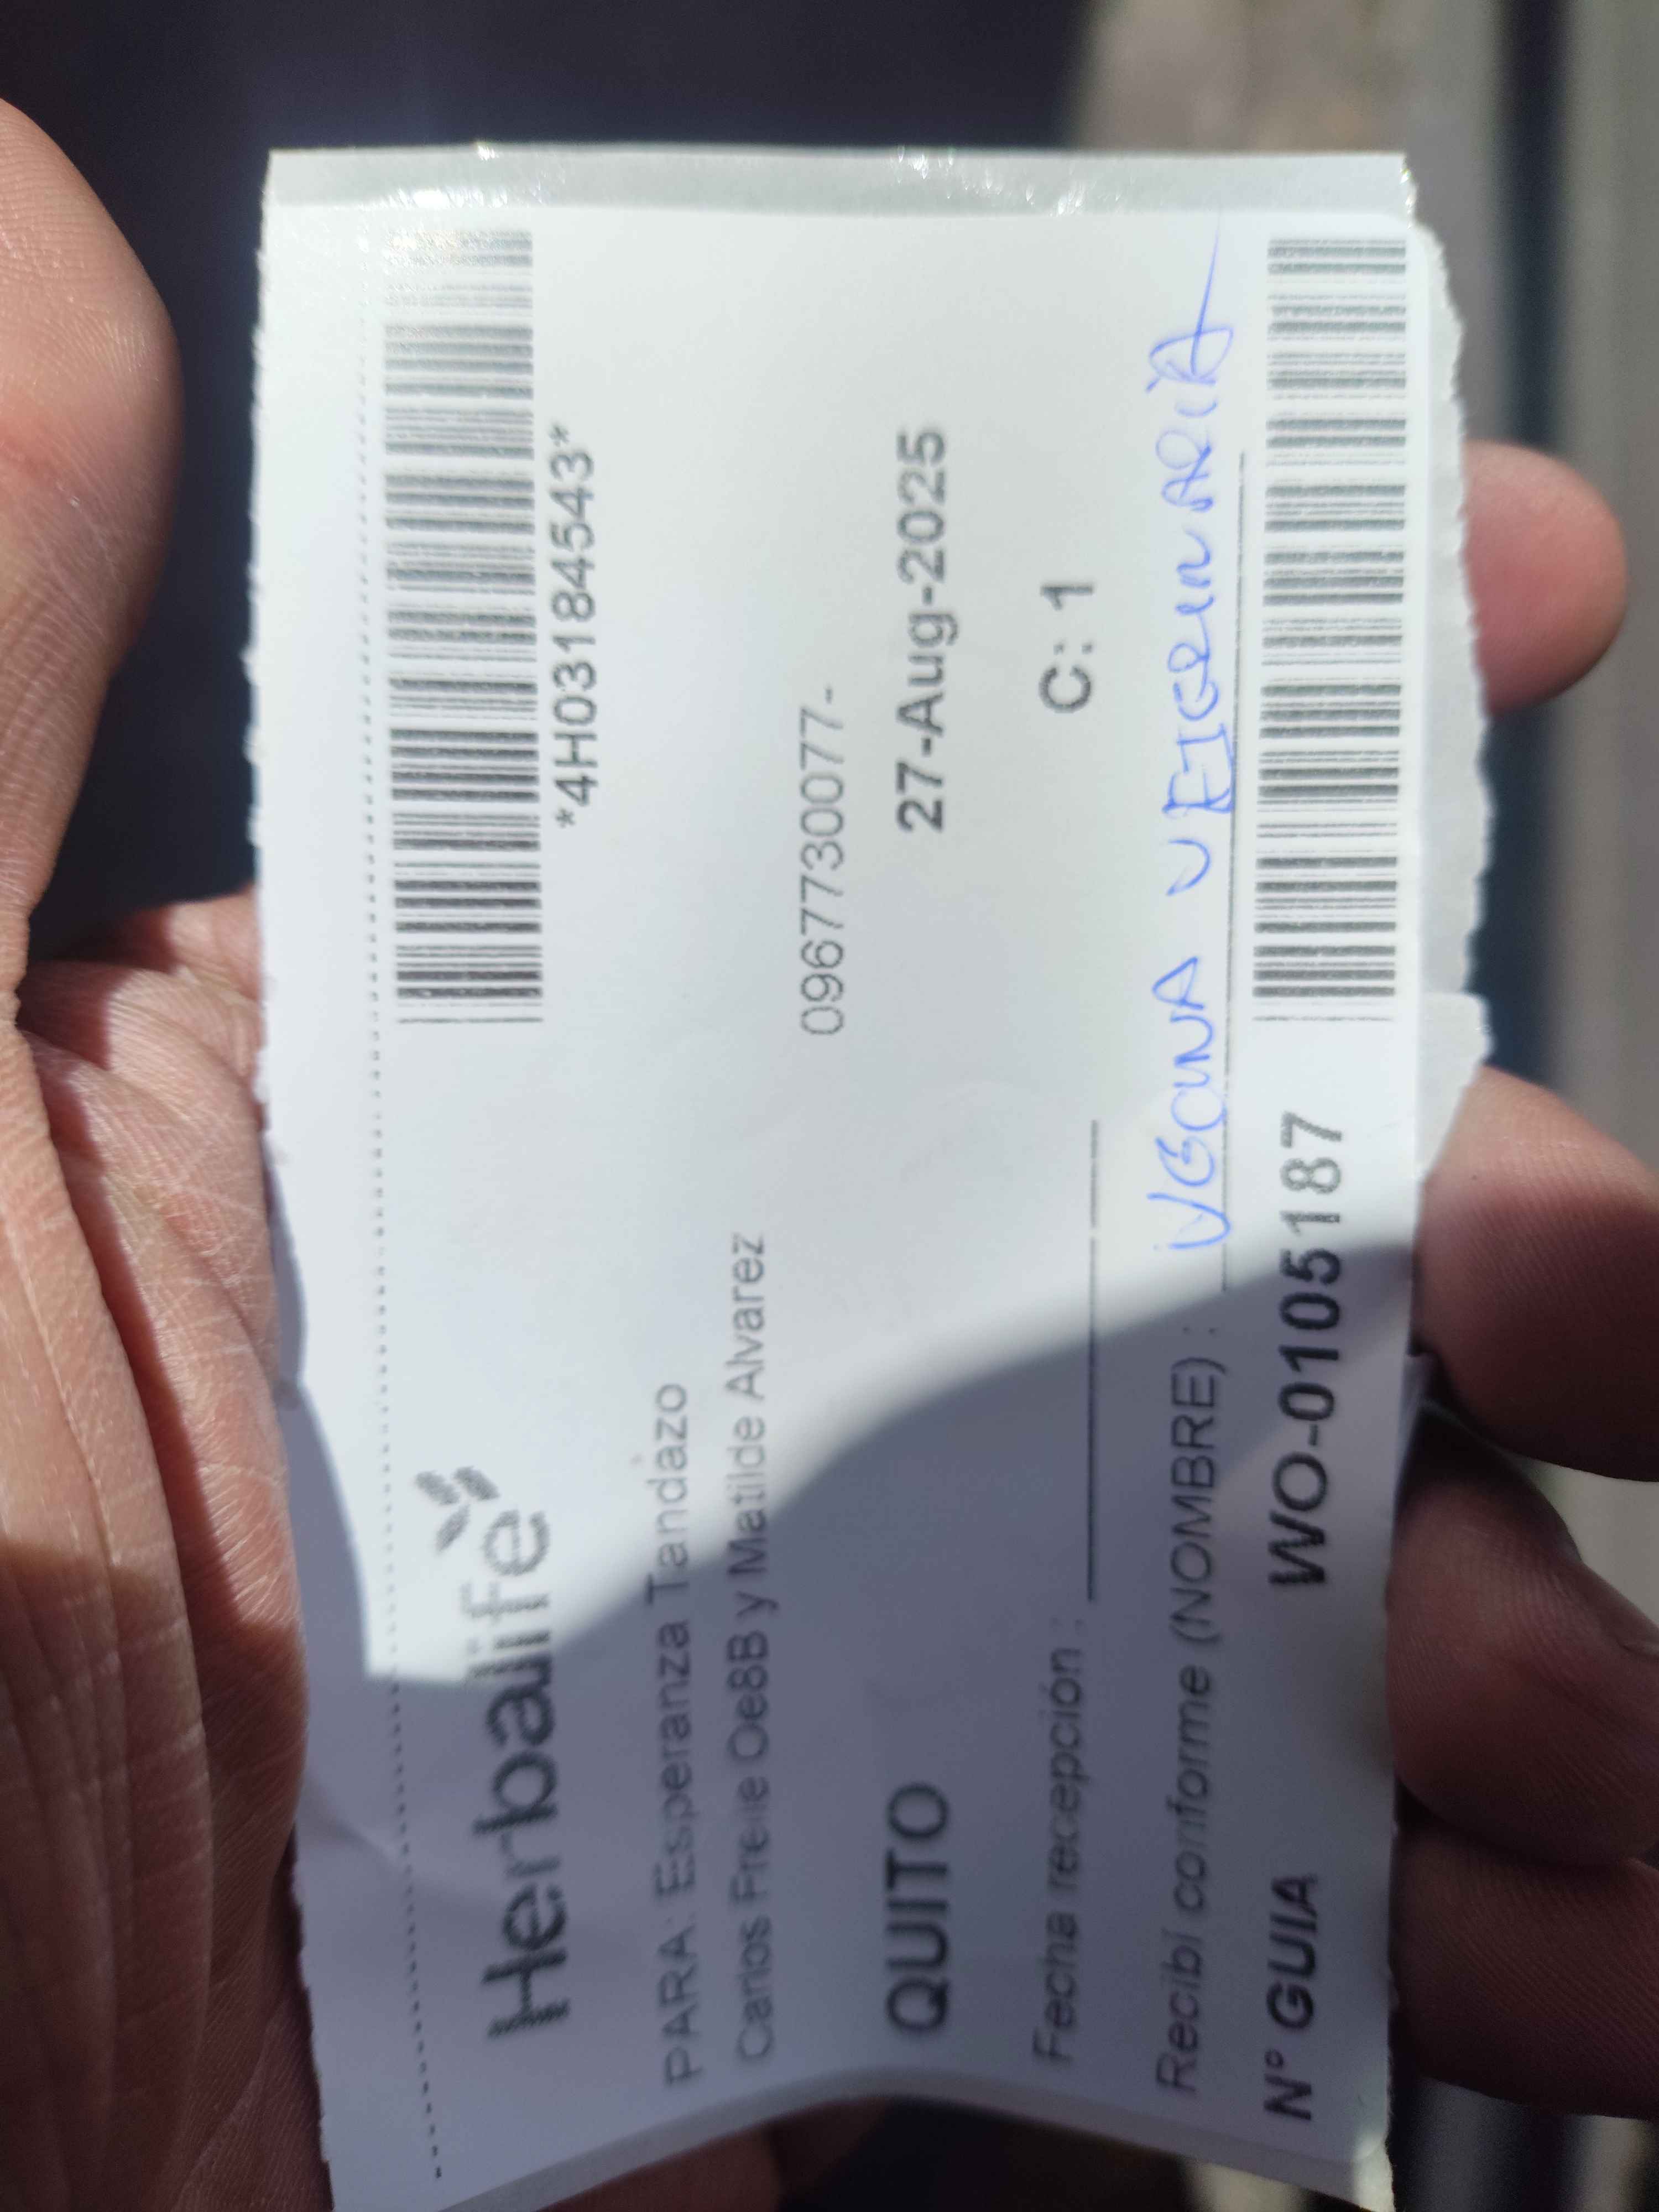 Herbalife
*4H03184543*
PARA: Esperanza Tandazo
Carlos Freile Oe8B y Matilde Alvarez
0967730077-
QUITO
27-Aug-2025
Fecha recepción :
C: 1
Recibí conforme (NOMBRE) :
N° GUIA WO-0105187